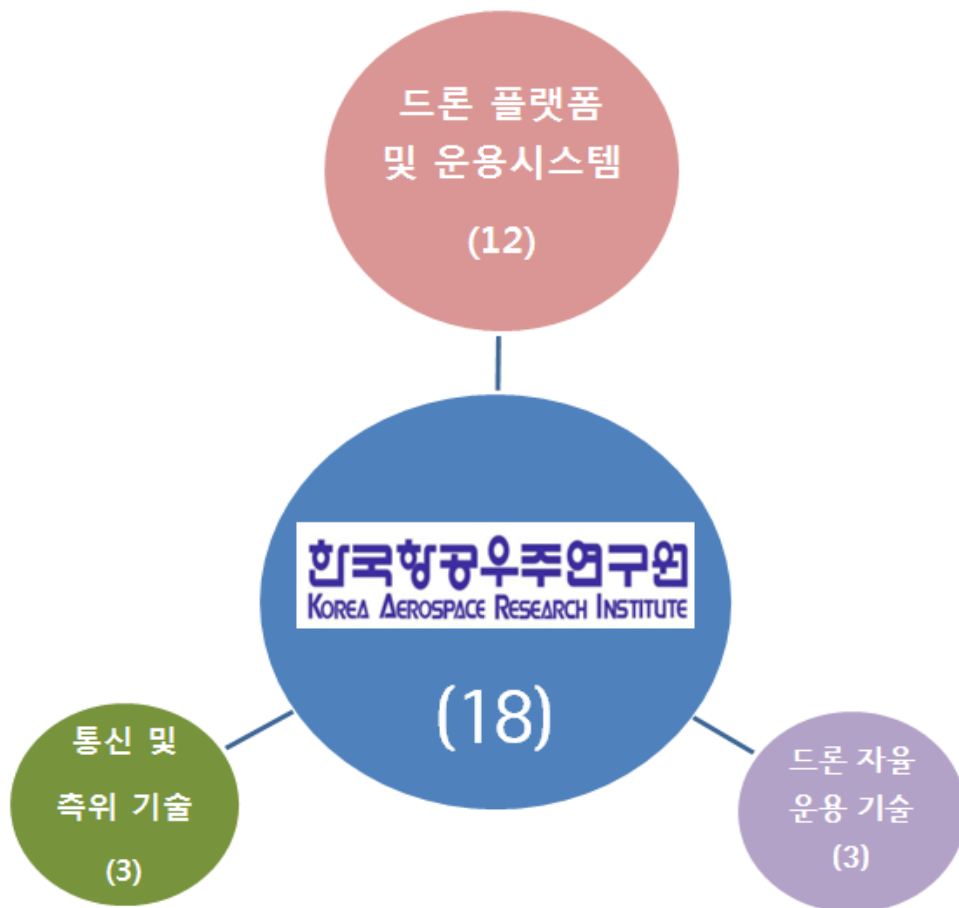 드론 플랫폼
및 운용시스템
(12)
한국항공우주연구원
KOREA AEROSPACE RESEARCH INSTITUTE
(18)
통신 및
측위 기술
(3)
드론 자율
운용 기술
(3)